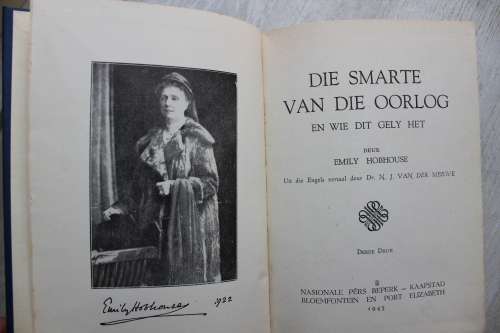 Emily Hobhouse 1922
DIE SMARTE
VAN DIE OORLOG
EN WIE DIT GELY HET
DEUR
EMILY HOBHOUSE
Uit die Engels vertaal deur Dr. N. J. VAN DER MERWE
DERDE DRUK
NASIONALE PERS BEPERK – KAAPSTAD
BLOEMFONTEIN EN PORT ELIZABETH